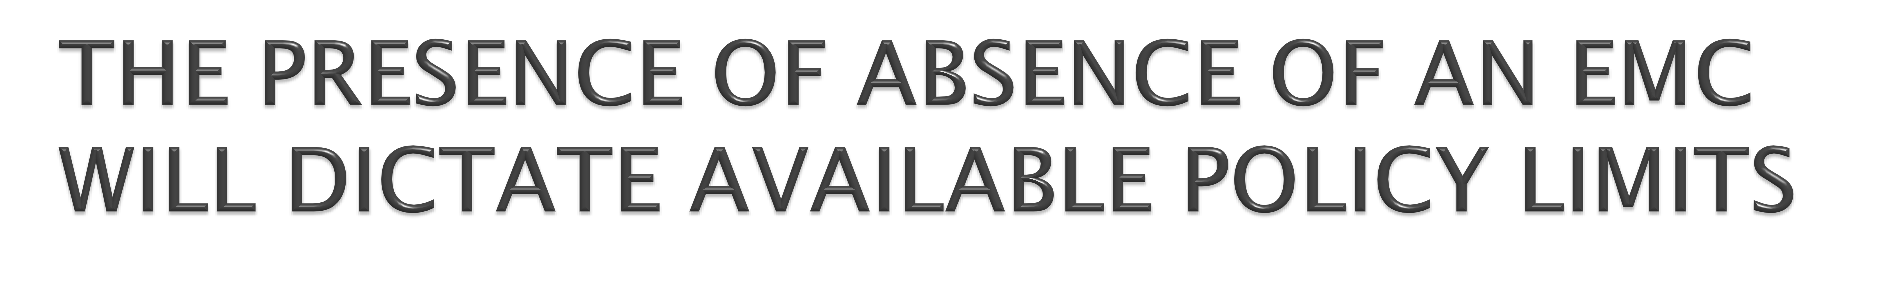 THE PRESENCE OF ABSENCE OF AN EMC
WILL DICTATE AVAILABLE POLICY LIMITS